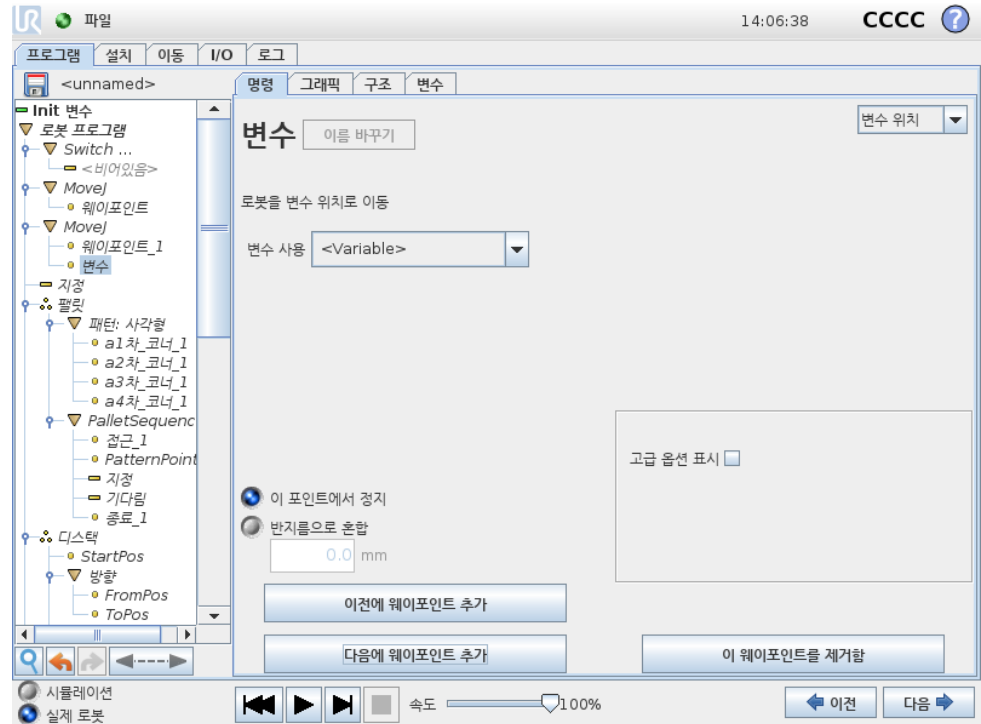 UR 파일 14:06:38 CCCC ?
프로그램 설치 이동 I/O 로그
<unnamed> 명령 그래픽 구조 변수
Init 변수
로봇 프로그램
Switch ...
<비어있음>
MoveJ
웨이포인트
MoveJ
웨이포인트_1
변수
지정
팰릿
패턴: 사각형
a1차_코너_1
a2차_코너_1
a3차_코너_1
a4차_코너_1
PalletSequenc
접근_1
PatternPoint
지정
기다림
종료_1
디스택
StartPos
방향
FromPos
ToPos
변수 이름 바꾸기 변수 위치
로봇을 변수 위치로 이동
변수 사용 <Variable>
고급 옵션 표시
이 포인트에서 정지
반지름으로 혼합
0.0 mm
이전에 웨이포인트 추가
다음에 웨이포인트 추가 이 웨이포인트를 제거함
시뮬레이션
실제 로봇
속도 100% 이전 다음